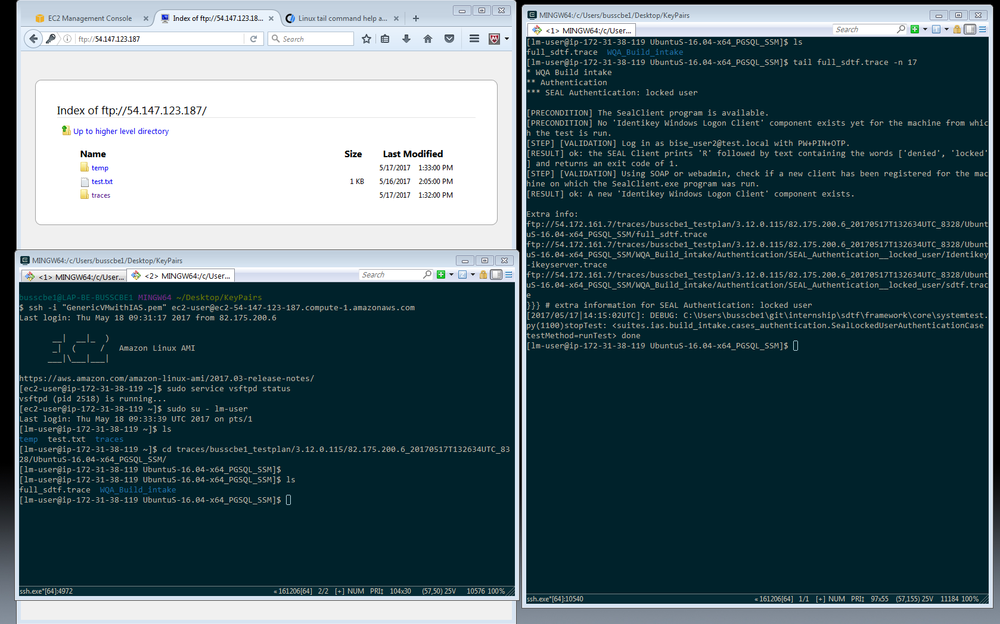 EC2 Management Console
Index of ftp://54.147.123.18...
Linux tail command help a...
ftp://54.147.123.187
Search
Index of ftp://54.147.123.187/
Up to higher level directory
Name Size Last Modified
temp 5/17/2017 1:33:00 PM
test.txt 1 KB 5/16/2017 2:05:00 PM
traces 5/17/2017 1:32:00 PM
MINGW64:/c/Users/busscbe1/Desktop/KeyPairs
<1> MINGW64:/c/User...
<2> MINGW64:/c/User...
Search
busscbe1@LAP-BE-BUSSCBE1 MINGW64 ~/Desktop/KeyPairs
$ ssh -i "GenericVMwithIAS.pem" ec2-user@ec2-54-147-123-187.compute-1.amazonaws.com
Last login: Thu May 18 09:31:17 2017 from 82.175.200.6
__| __|_ )
_| ( / Amazon Linux AMI
___|\___|___|
https://aws.amazon.com/amazon-linux-ami/2017.03-release-notes/
[ec2-user@ip-172-31-38-119 ~]$ sudo service vsftpd status
vsftpd (pid 2518) is running...
[ec2-user@ip-172-31-38-119 ~]$ sudo su - lm-user
Last login: Thu May 18 09:33:39 UTC 2017 on pts/1
[lm-user@ip-172-31-38-119 ~]$ ls
temp test.txt traces
[lm-user@ip-172-31-38-119 ~]$ cd traces/busscbe1_testplan/3.12.0.115/82.175.200.6_20170517T132634UTC_83
28/UbuntuS-16.04-x64_PGSQL_SSM/
[lm-user@ip-172-31-38-119 UbuntuS-16.04-x64_PGSQL_SSM]$
[lm-user@ip-172-31-38-119 UbuntuS-16.04-x64_PGSQL_SSM]$ ls
full_sdtf.trace WQA_Build_intake
[lm-user@ip-172-31-38-119 UbuntuS-16.04-x64_PGSQL_SSM]$
ssh.exe*[64]:4972 «161206[64] 2/2 [+] NUM PRI↕ 104x30 (57,50) 25V 10576 100%
MINGW64:/c/Users/busscbe1/Desktop/KeyPairs
<1> MINGW64:/c/User...
Search
[lm-user@ip-172-31-38-119 UbuntuS-16.04-x64_PGSQL_SSM]$ ls
full_sdtf.trace WQA_Build_intake
[lm-user@ip-172-31-38-119 UbuntuS-16.04-x64_PGSQL_SSM]$ tail full_sdtf.trace -n 17
* WQA Build intake
** Authentication
*** SEAL Authentication: locked user
[PRECONDITION] The SealClient program is available.
[PRECONDITION] No 'Identikey Windows Logon Client' component exists yet for the machine from whic
h the test is run.
[STEP] [VALIDATION] Log in as bise_user2@test.local with PW+PIN+OTP.
[RESULT] ok: the SEAL Client prints 'R' followed by text containing the words ['denied', 'locked'
] and returns an exit code of 1.
[STEP] [VALIDATION] Using SOAP or webadmin, check if a new client has been registered for the mac
hine on which the SealClient.exe program was run.
[RESULT] ok: A new 'Identikey Windows Logon Client' component exists.
Extra info:
ftp://54.172.161.7/traces/busscbe1_testplan/3.12.0.115/82.175.200.6_20170517T132634UTC_8328/Ubunt
uS-16.04-x64_PGSQL_SSM/full_sdtf.trace
ftp://54.172.161.7/traces/busscbe1_testplan/3.12.0.115/82.175.200.6_20170517T132634UTC_8328/Ubunt
uS-16.04-x64_PGSQL_SSM/WQA_Build_intake/Authentication/SEAL_Authentication__locked_user/Identikey
-ikeyserver.trace
ftp://54.172.161.7/traces/busscbe1_testplan/3.12.0.115/82.175.200.6_20170517T132634UTC_8328/Ubunt
uS-16.04-x64_PGSQL_SSM/WQA_Build_intake/Authentication/SEAL_Authentication__locked_user/sdtf.trac
e
}}} # extra information for SEAL Authentication: locked user
[2017/05/17|14:15:02UTC]: DEBUG: C:\Users\busscbe1\git\internship\sdtf\framework\core\systemtest.
py(1100)stopTest: <suites.ias.build_intake.cases_authentication.SealLockedUserAuthenticationCase
testMethod=runTest> done
[lm-user@ip-172-31-38-119 UbuntuS-16.04-x64_PGSQL_SSM]$
ssh.exe*[64]:10540 «161206[64] 1/1 [+] NUM PRI↕ 97x55 (57,155) 25V 11184 100%